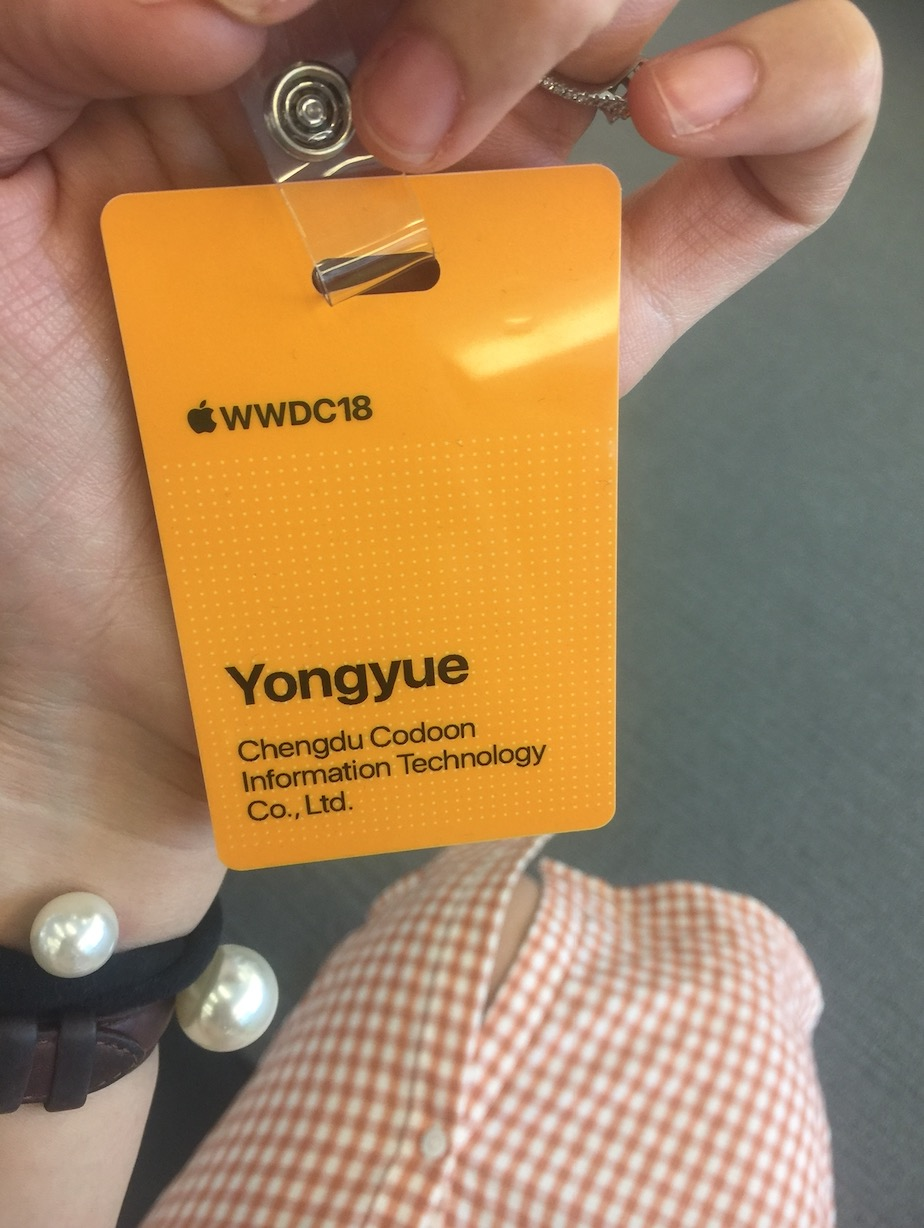 WWDC18
Yongyue
Chengdu Codoon
Information Technology
Co., Ltd.